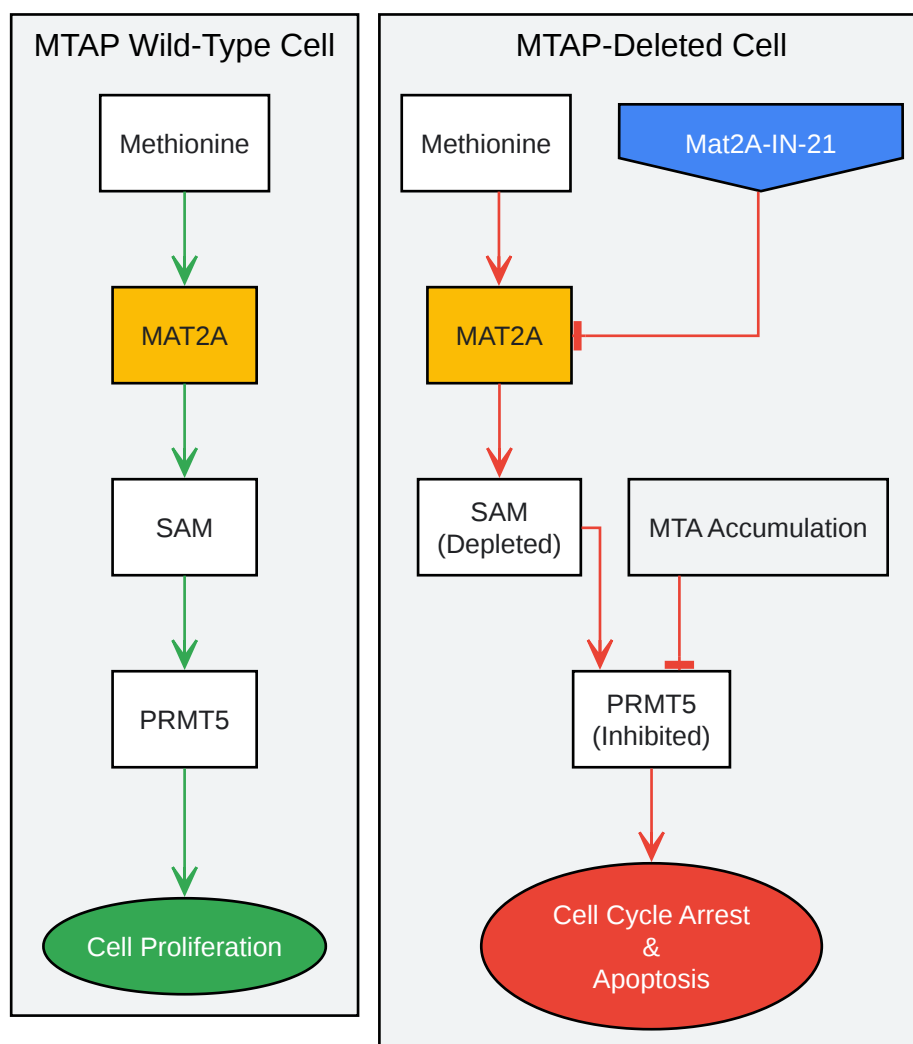 MTAP Wild-Type Cell
Methionine
MAT2A
SAM
PRMT5
Cell Proliferation
MTAP-Deleted Cell
Methionine
Mat2A-IN-21
MAT2A
SAM
(Depleted)
MTA Accumulation
PRMT5
(Inhibited)
Cell Cycle Arrest
&
Apoptosis